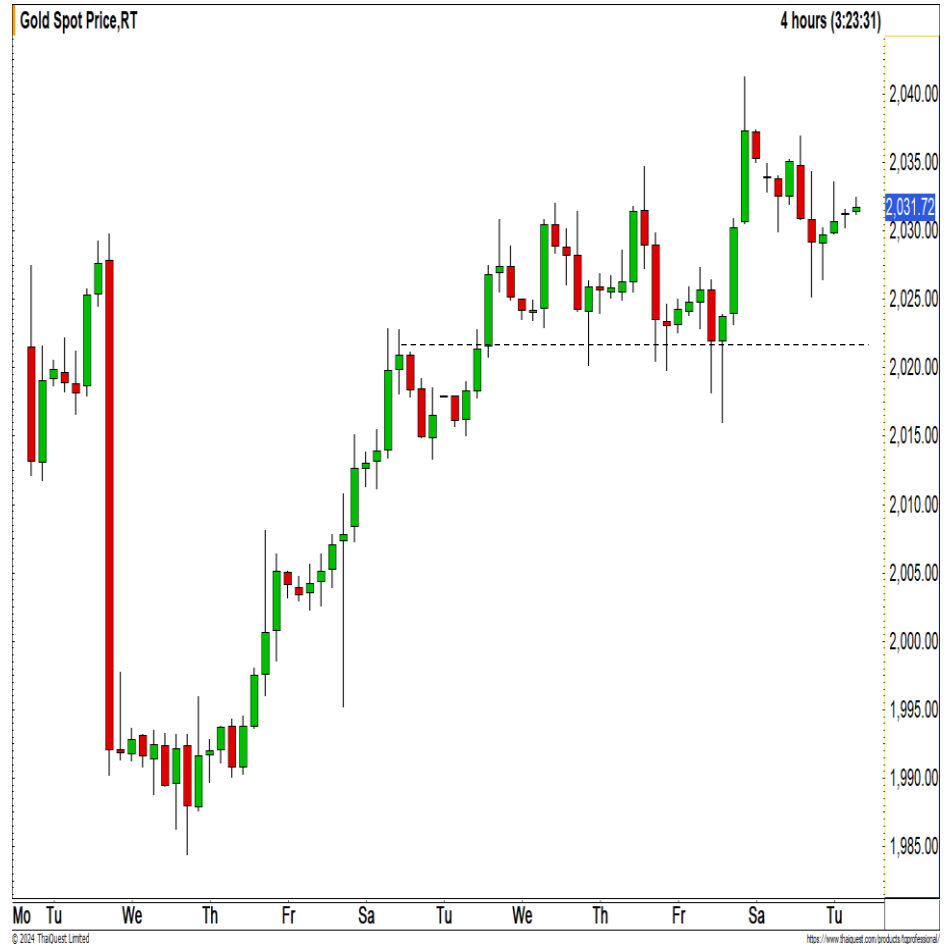 Gold Spot Price,RT
4 hours (3:23:31)
2,040.00
2,035.00
2,031.72
2,030.00
2,025.00
2,020.00
2,015.00
2,010.00
2,005.00
2,000.00
1,995.00
1,990.00
1,985.00
Mo Tu We Th Fr Sa Tu We Th Fr Sa Tu
© 2024 ThaiQuest Limited
https://www.thaiquest.com/products/tqprofessional/